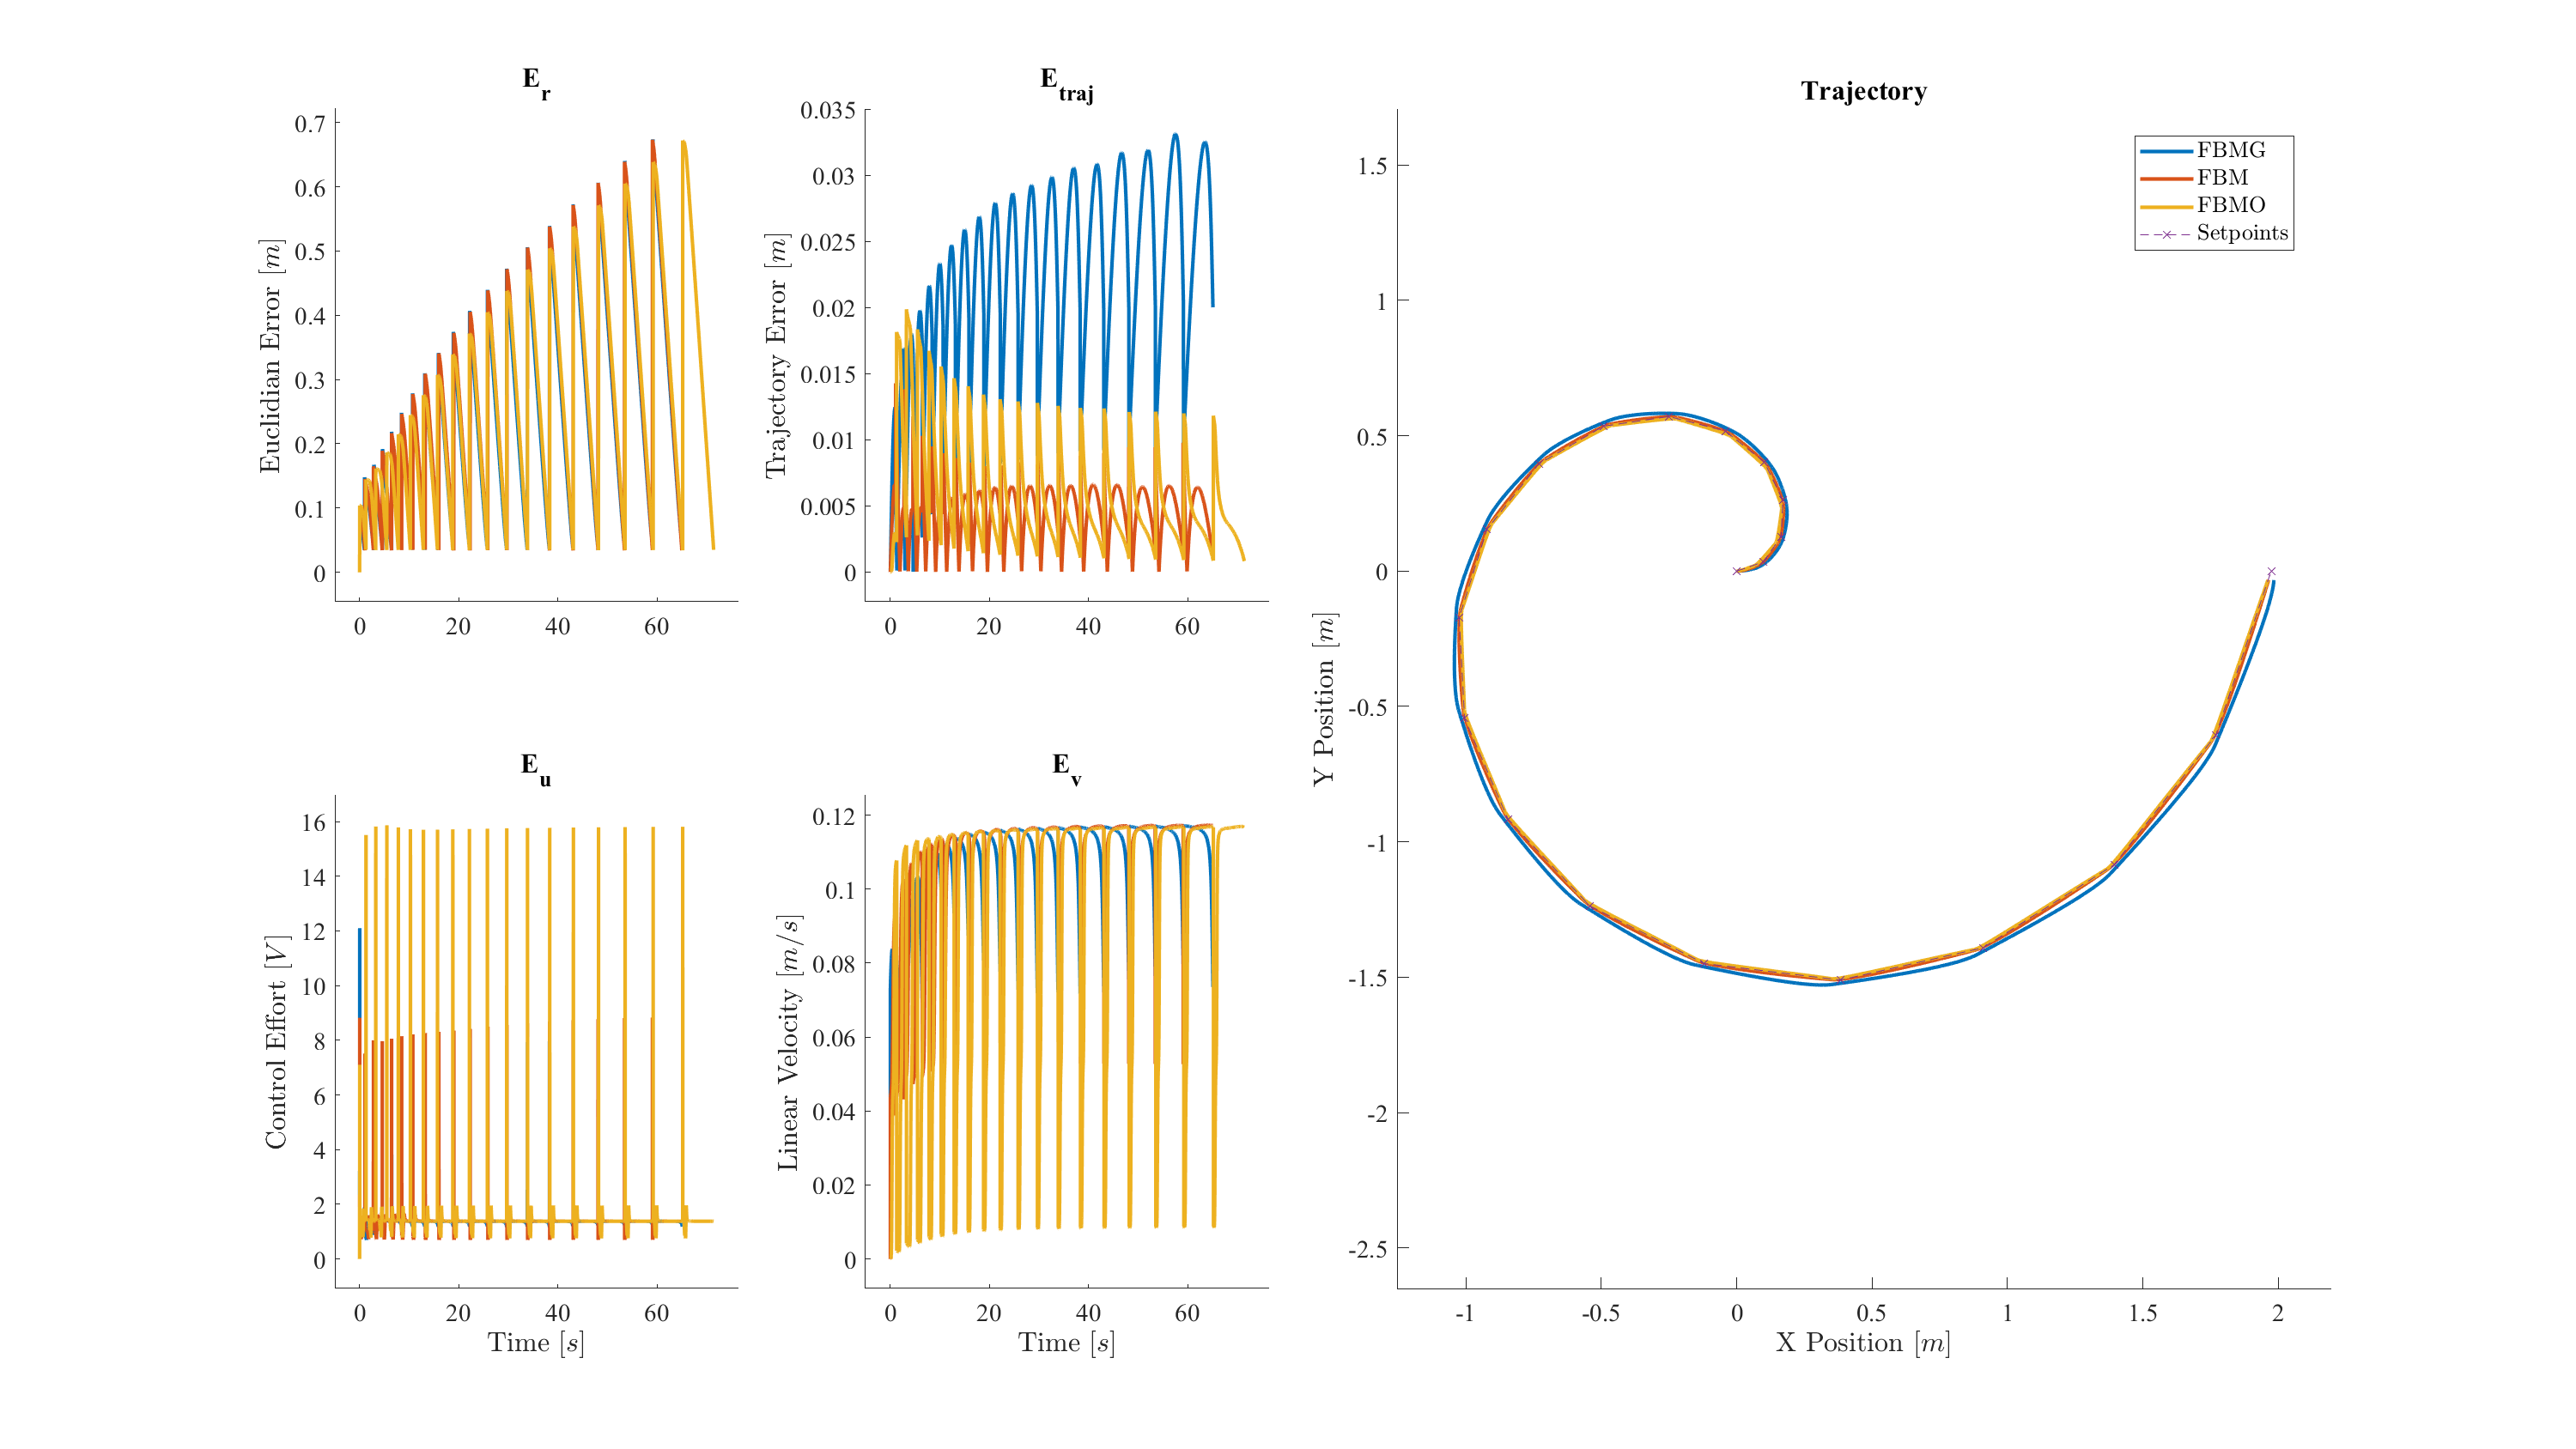 E_r
0.7
0.6
0.5
0.4
0.3
0.2
0.1
0
Euclidian Error [m]
0 20 40 60
E_traj
0.035
0.03
0.025
0.02
0.015
0.01
0.005
0
Trajectory Error [m]
0 20 40 60
E_u
16
14
12
10
8
6
4
2
0
Control Effort [V]
0 20 40 60
Time [s]
E_v
0.12
0.1
0.08
0.06
0.04
0.02
0
Linear Velocity [m/s]
0 20 40 60
Time [s]
Trajectory
FBMG
FBM
FBMO
Setpoints
1.5
1
0.5
0
-0.5
-1
-1.5
-2
-2.5
Y Position [m]
-1 -0.5 0 0.5 1 1.5 2
X Position [m]